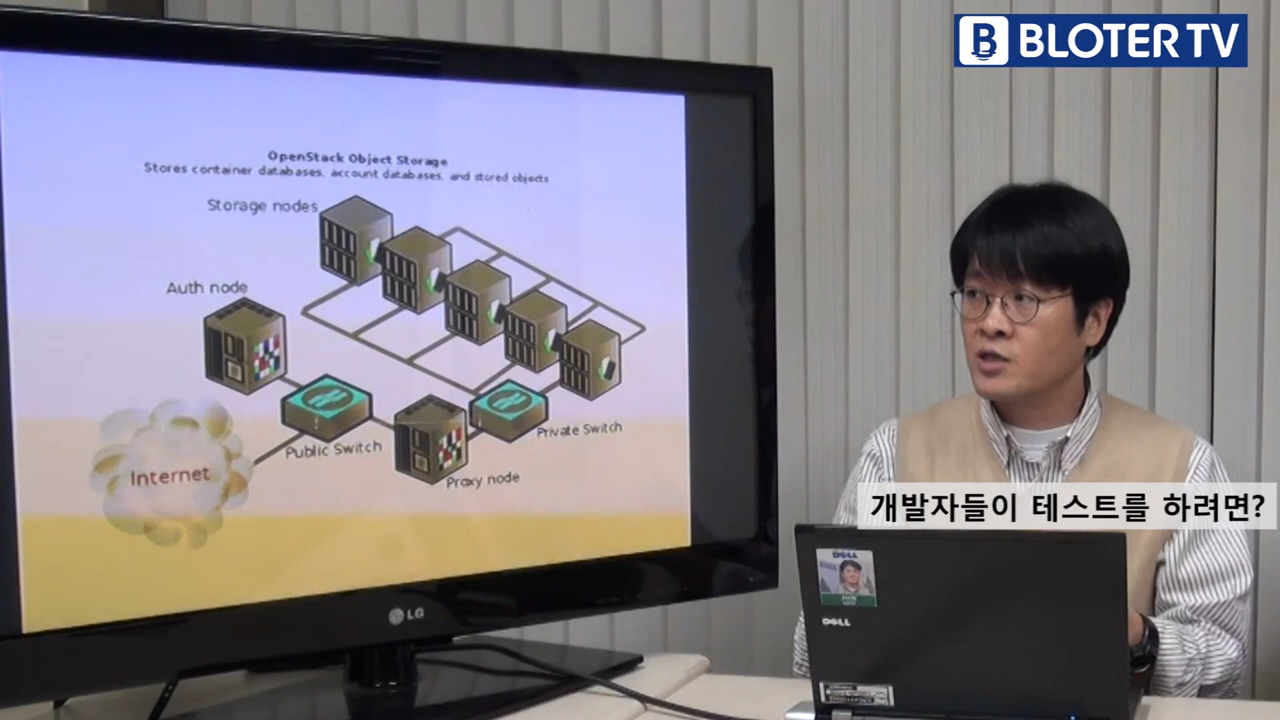 BLOTER TV
OpenStack Object Storage
Stores container databases, account databases, and stored objects
Storage nodes
Auth node
Public Switch
Private Switch
Internet
Proxy node
개발자들이 테스트를 하려면?
LG
DELL
DELL